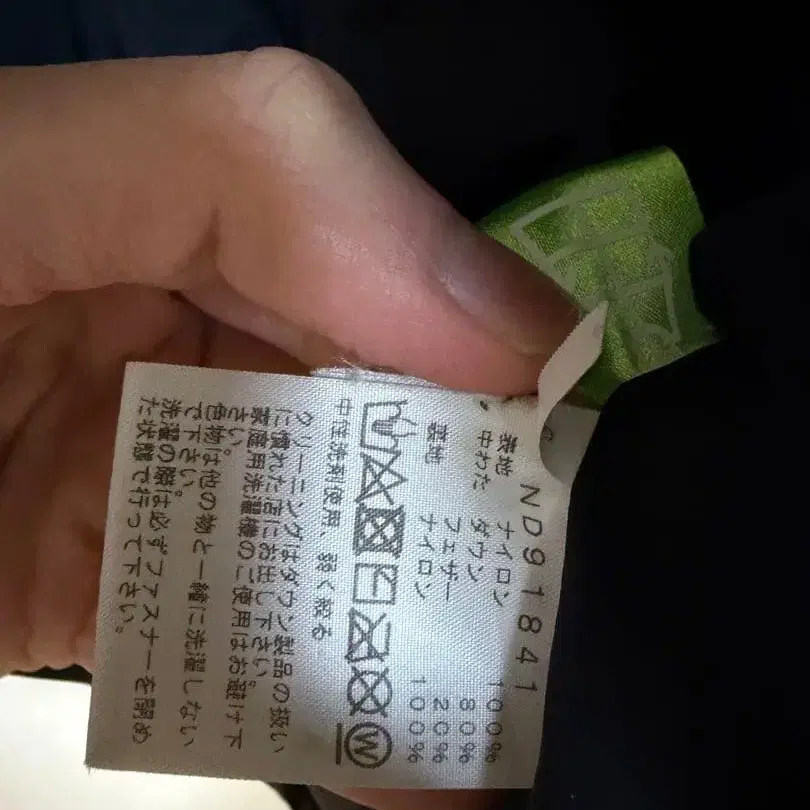 ND91841
表地 ナイロン 100%
中わた ダウン 80%
フェザー 20%
裏地 ナイロン 100%
W
中性洗剤使用、弱く絞る
クリーニングはダウン製品の扱い
に慣れた店にお出し下さい。
家庭用洗濯機のご使用はお避け下
さい。
色物は他の物と一緒に洗濯しない
で下さい。
洗濯の際は必ずファスナーを閉め
た状態で行って下さい。